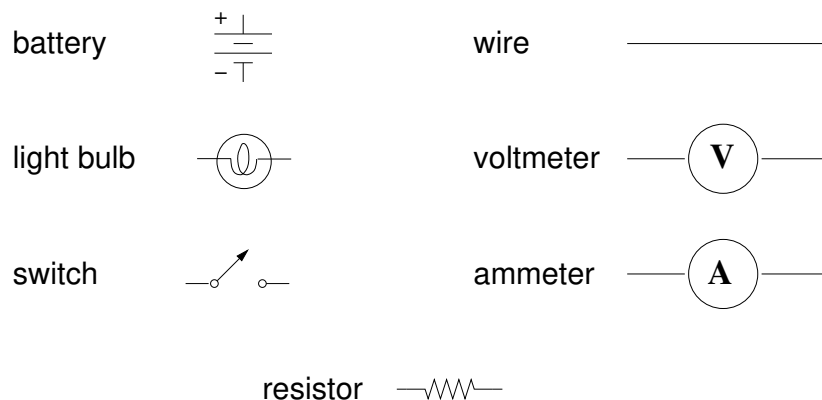 battery + − wire
light bulb voltmeter V
switch ammeter A
resistor